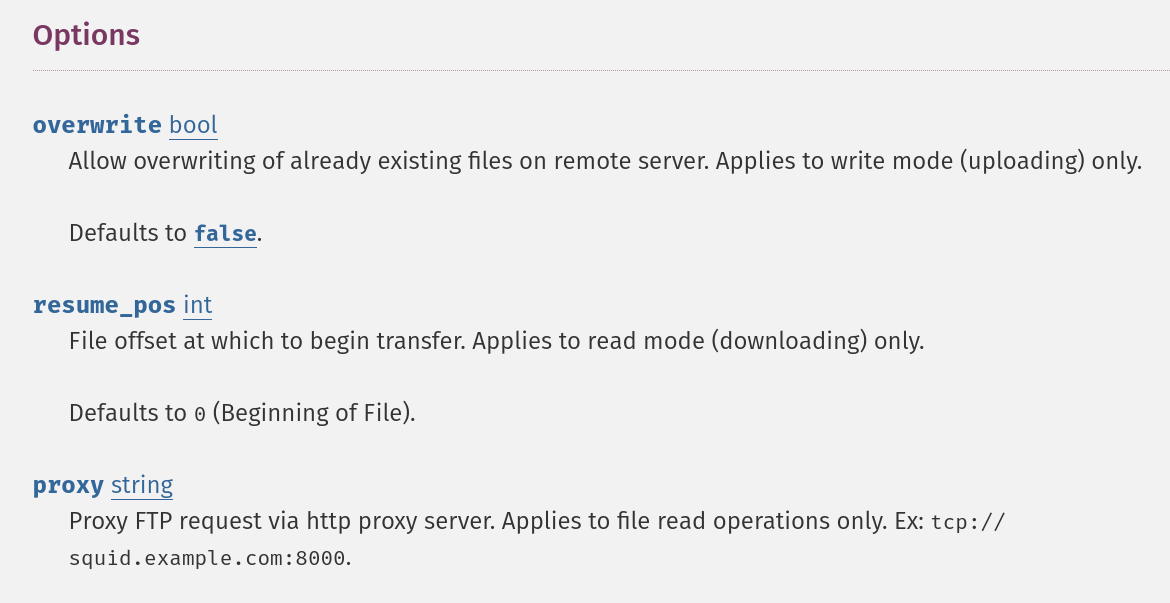 Options
overwrite bool
Allow overwriting of already existing files on remote server. Applies to write mode (uploading) only.
Defaults to false.
resume_pos int
File offset at which to begin transfer. Applies to read mode (downloading) only.
Defaults to 0 (Beginning of File).
proxy string
Proxy FTP request via http proxy server. Applies to file read operations only. Ex: tcp://
squid.example.com:8000.